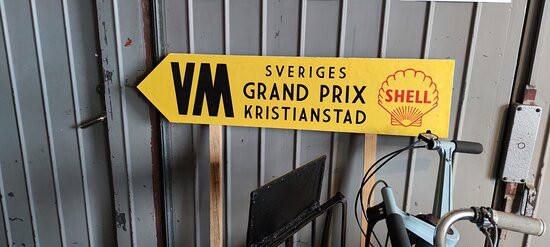 VM
SVERIGES
GRAND PRIX
KRISTIANSTAD
SHELL